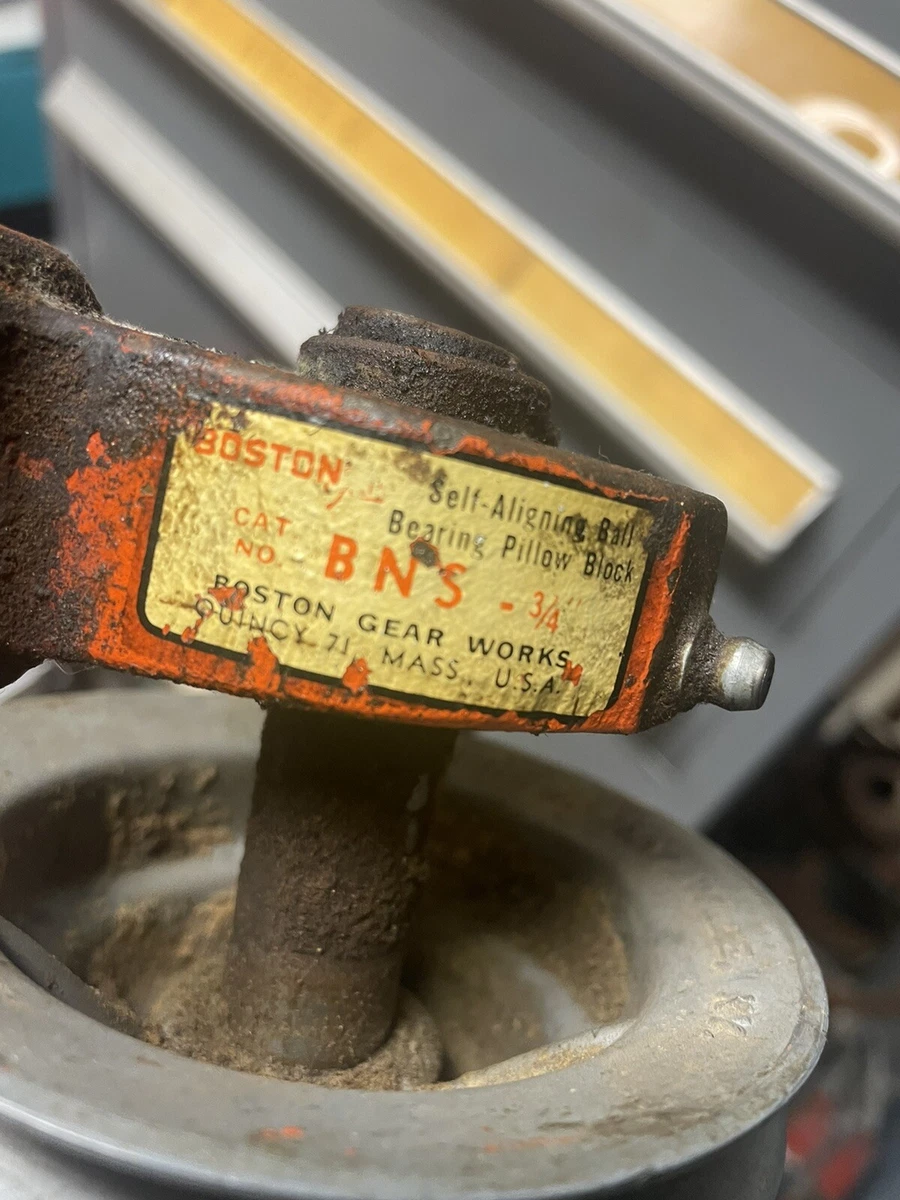 BOSTON
Self-Aligning Ball
Bearing Pillow Block
CAT.
NO.
BNS - 3/4
BOSTON GEAR WORKS
QUINCY 71, MASS., U.S.A.